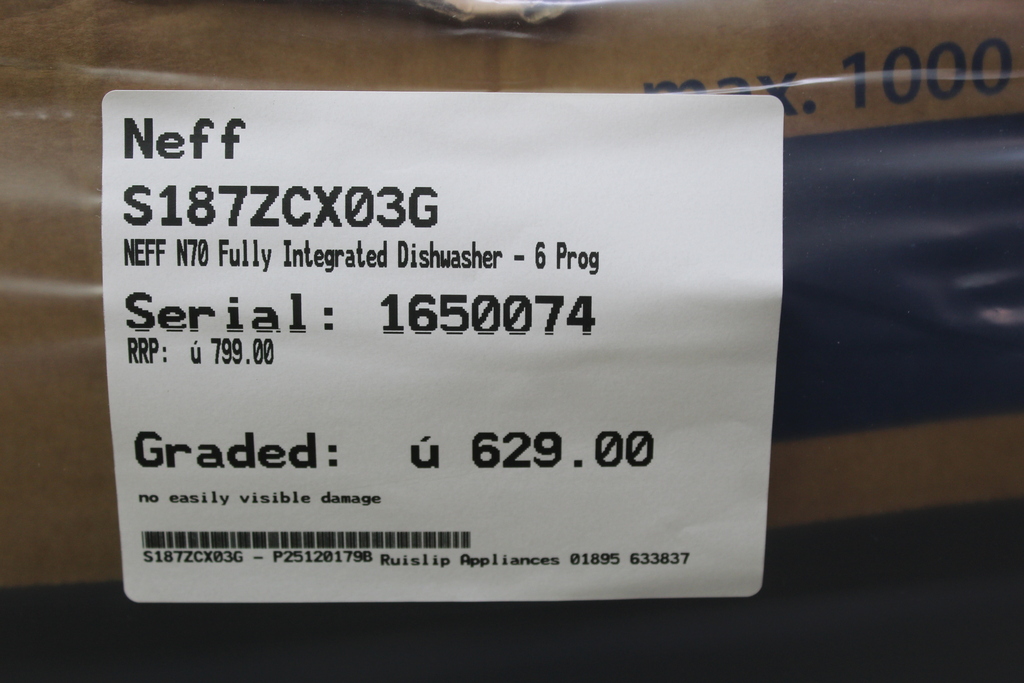 max. 1000
Neff
S187ZCX03G
NEFF N70 Fully Integrated Dishwasher - 6 Prog
Serial: 1650074
RRP: ú 799.00
Graded: ú 629.00
no easily visible damage
S187ZCX03G - P25120179B Ruislip Appliances 01895 633837